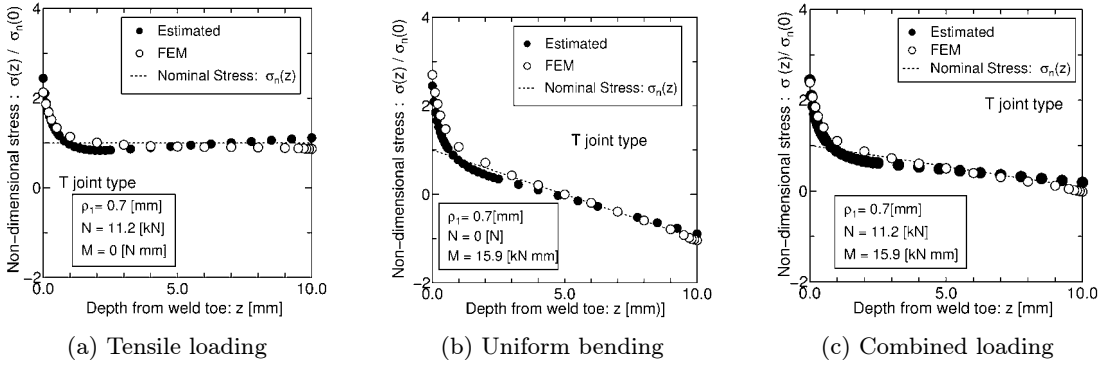 Non-dimensional stress : σ(z) / σn(0)
4
2
0
−2
Estimated
FEM
Nominal Stress: σn(z)
T joint type
ρ1= 0.7 [mm]
N = 11.2 [kN]
M = 0 [N mm]
0.0
5.0
10.0
Depth from weld toe: z [mm]
(a) Tensile loading
Non-dimensional stress : σ(z) / σn(0)
4
2
0
−2
Estimated
FEM
Nominal Stress: σn(z)
T joint type
ρ1= 0.7[mm]
N = 0 [N]
M = 15.9 [kN mm]
0.0
5.0
10.0
Depth from weld toe: z [mm)]
(b) Uniform bending
Non-dimensional stress : σ (z)/ σn(0)
4
2
0
−2
Estimated
FEM
Nominal Stress: σn(z)
T joint type
ρ1= 0.7[mm]
N = 11.2 [kN]
M = 15.9 [kN mm]
0.0
5.0
10.0
Depth from weld toe: z [mm]
(c) Combined loading